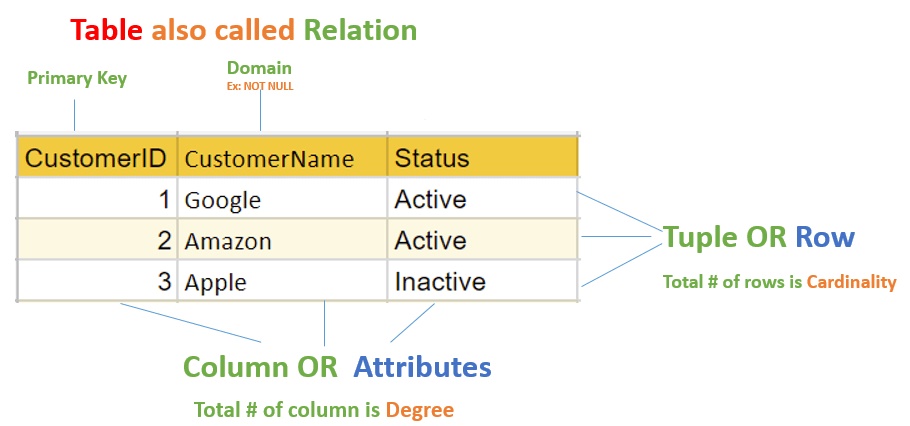 Table also called Relation
Primary Key
Domain
Ex: NOT NULL
CustomerID CustomerName Status
1 Google Active
2 Amazon Active
3 Apple Inactive
Tuple OR Row
Total # of rows is Cardinality
Column OR Attributes
Total # of column is Degree